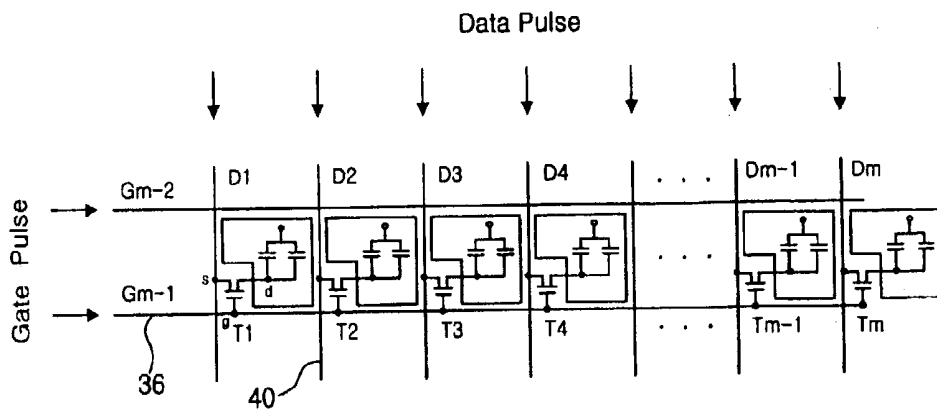 Data Pulse
D1 D2 D3 D4 . . . Dm-1 Dm
Gm-2
Gate Pulse
s d
Gm-1
g T1 T2 T3 T4 . . . Tm-1 Tm
36
40